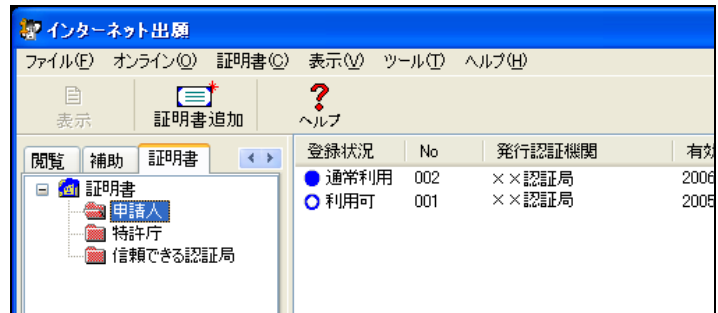 インターネット出願
ファイル(F) オンライン(O) 証明書(C) 表示(V) ツール(T) ヘルプ(H)
表示 証明書追加 ヘルプ
閲覧 補助 証明書
証明書
申請人
特許庁
信頼できる認証局
登録状況 No 発行認証機関 有効
通常利用 002 ××認証局 2006
利用可 001 ××認証局 2005